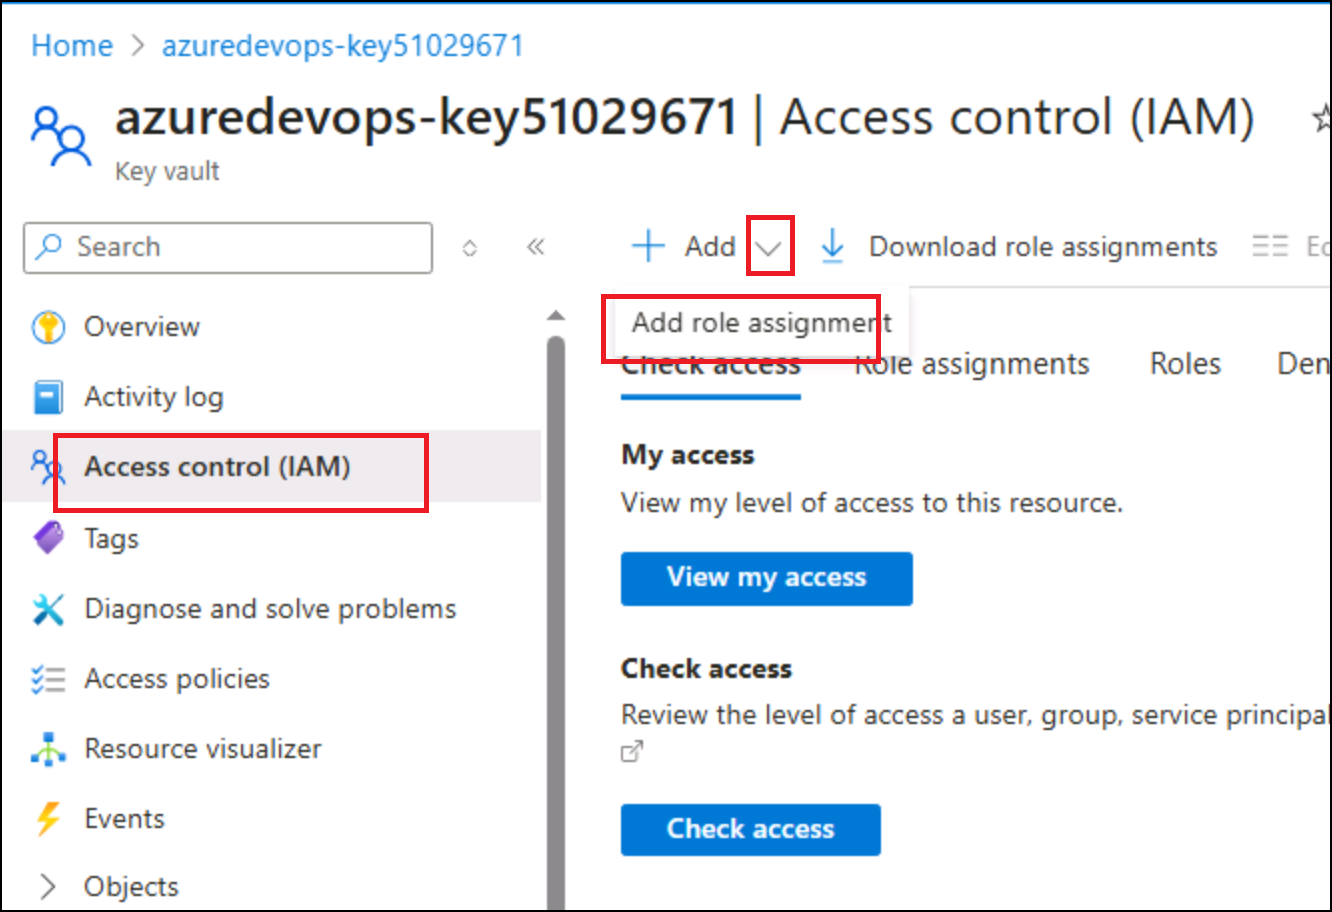 Home > azuredevops-key51029671
azuredevops-key51029671 | Access control (IAM)
Key vault
Search
Add
Download role assignments
Add role assignment
Overview
Activity log
Access control (IAM)
Tags
Diagnose and solve problems
Access policies
Resource visualizer
Events
Objects
Check access
Role assignments
Roles
Den
My access
View my level of access to this resource.
View my access
Check access
Review the level of access a user, group, service principal
Check access